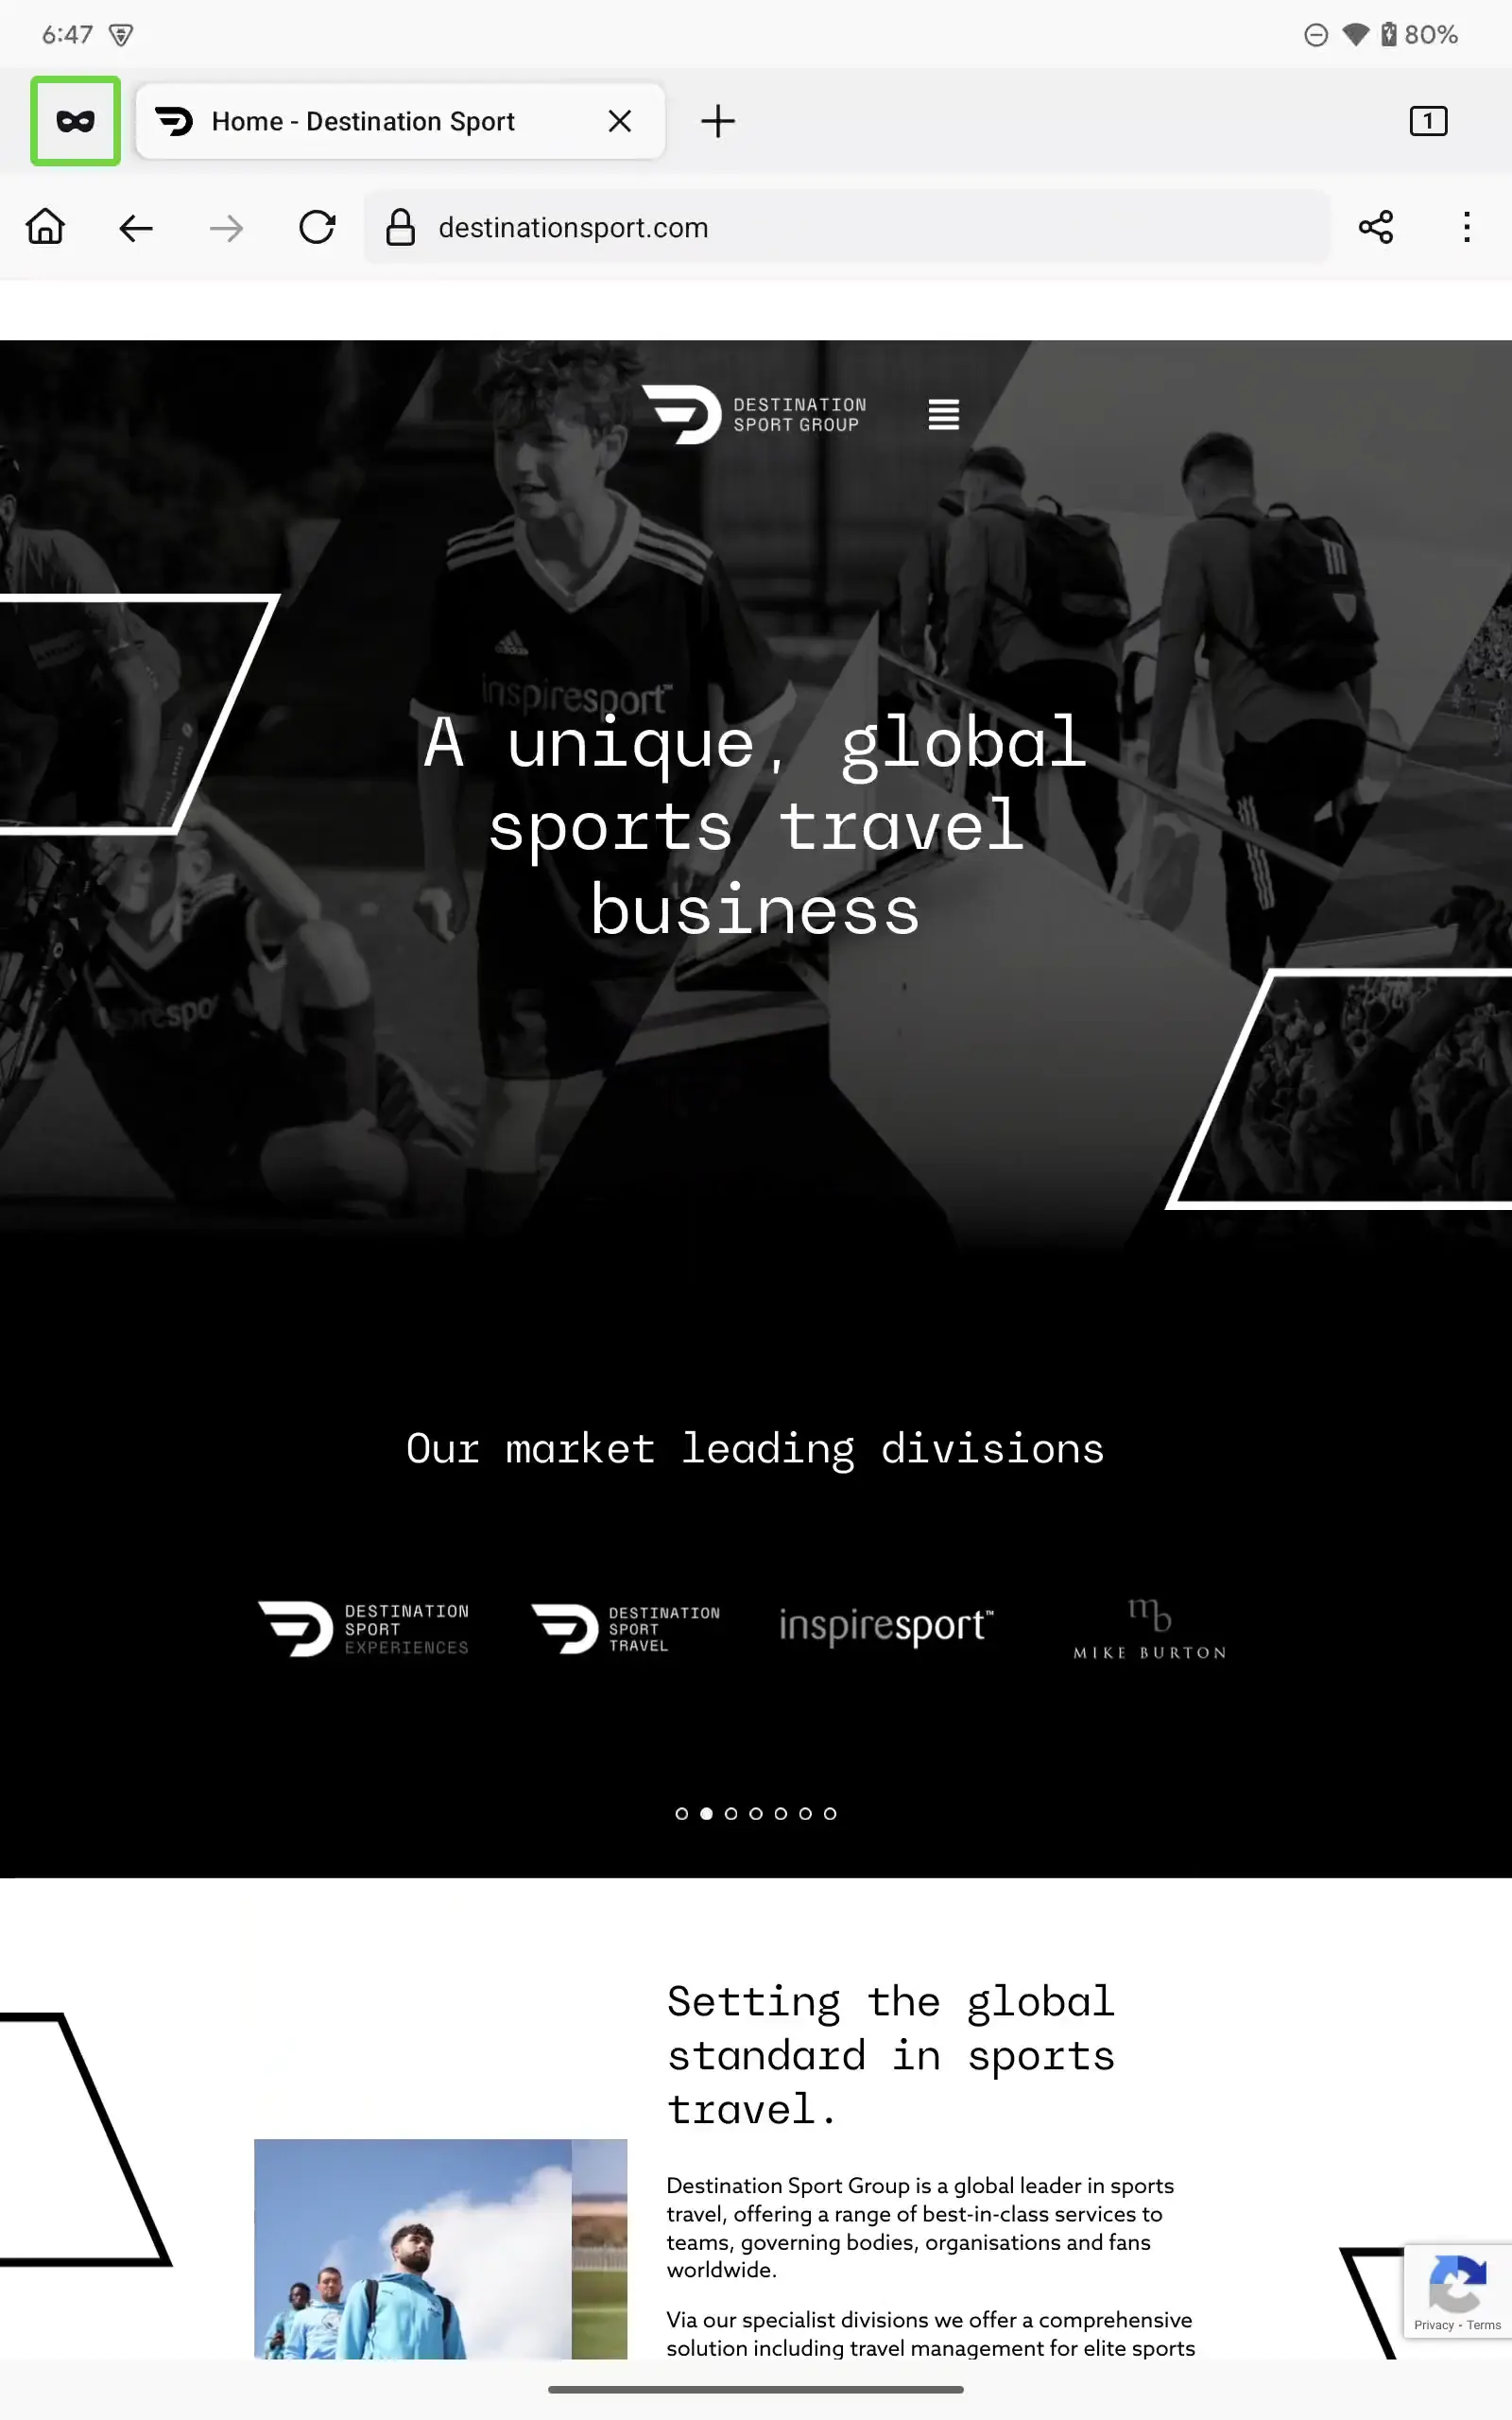 6:47
80%
Home - Destination Sport
1
destinationsport.com
DESTINATION
SPORT GROUP
inspiresport™
A unique, global
sports travel
business
Our market leading divisions
DESTINATION
SPORT
EXPERIENCES
DESTINATION
SPORT
TRAVEL
inspiresport™
mb
MIKE BURTON
Setting the global
standard in sports
travel.
Destination Sport Group is a global leader in sports
travel, offering a range of best-in-class services to
teams, governing bodies, organisations and fans
worldwide.
Via our specialist divisions we offer a comprehensive
solution including travel management for elite sports
Privacy - Terms